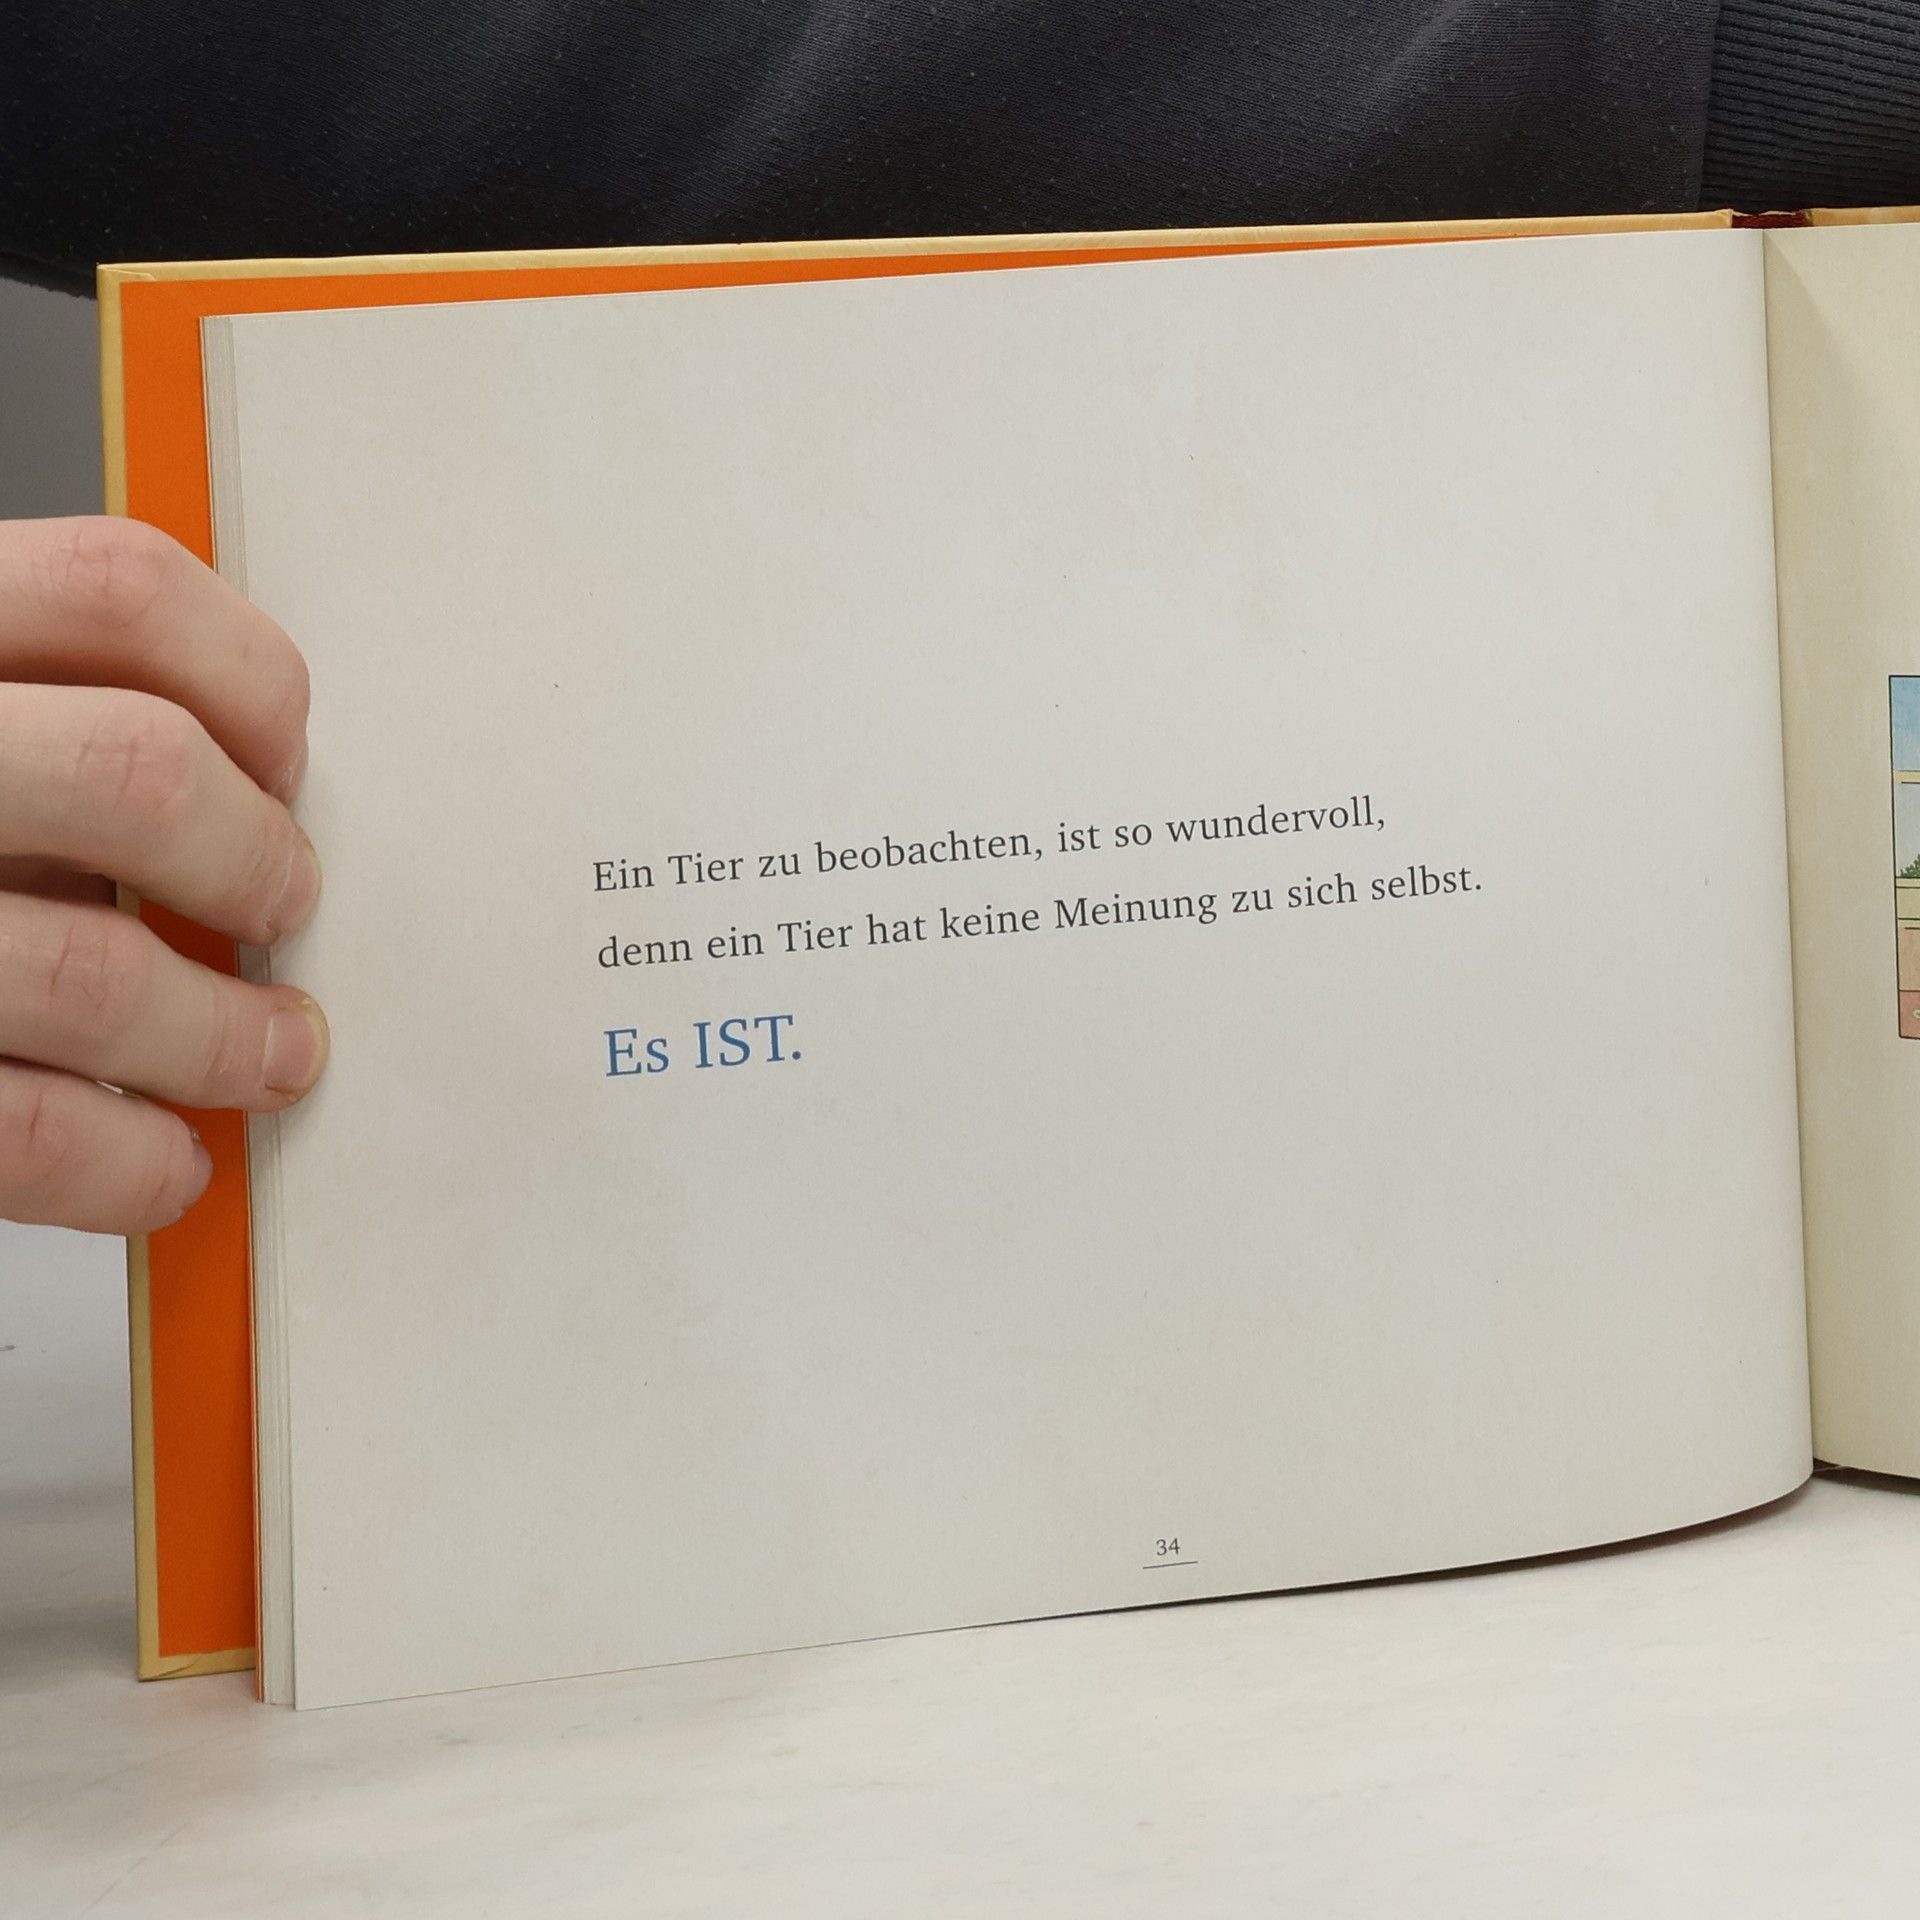 Ein Tier zu beobachten, ist so wundervoll,
denn ein Tier hat keine Meinung zu sich selbst.
Es IST.
34